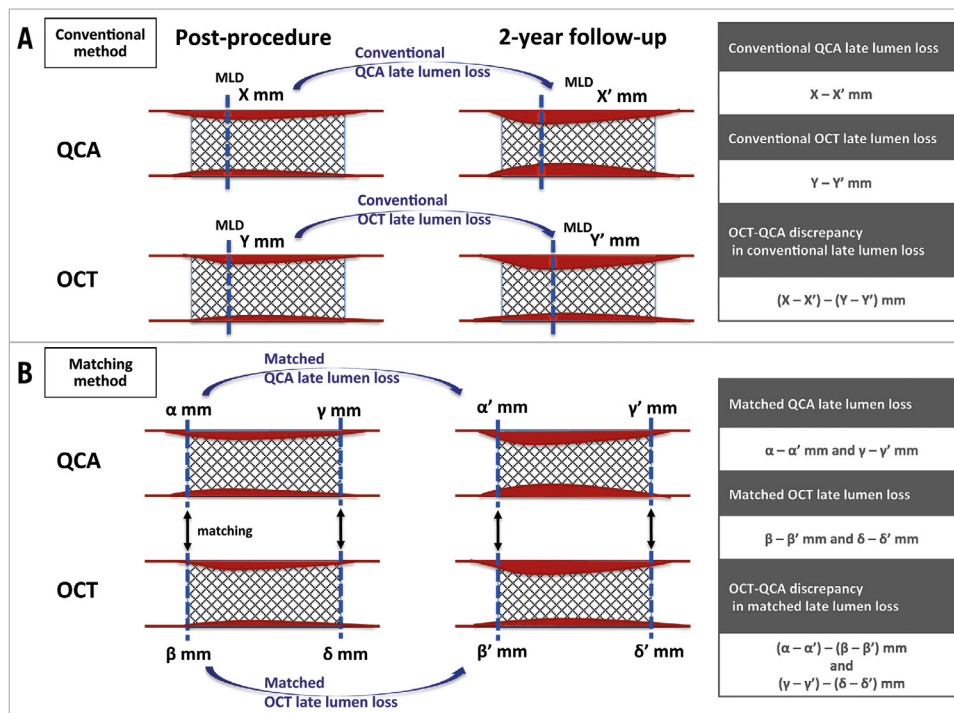 A
Conventional
method
Post-procedure
2-year follow-up
Conventional
QCA late lumen loss
MLD
X mm
MLD
X’ mm
QCA
Conventional
OCT late lumen loss
MLD
Y mm
MLD
Y’ mm
OCT
Conventional QCA late lumen loss
X – X’ mm
Conventional OCT late lumen loss
Y – Y’ mm
OCT-QCA discrepancy
in conventional late lumen loss
(X – X’) – (Y – Y’) mm
B
Matching
method
Matched
QCA late lumen loss
α mm
γ mm
α’ mm
γ’ mm
QCA
matching
OCT
β mm
δ mm
β’ mm
δ’ mm
Matched
OCT late lumen loss
Matched QCA late lumen loss
α – α’ mm and γ – γ’ mm
Matched OCT late lumen loss
β – β’ mm and δ – δ’ mm
OCT-QCA discrepancy
in matched late lumen loss
(α – α’) – (β – β’) mm
and
(γ – γ’) – (δ – δ’) mm